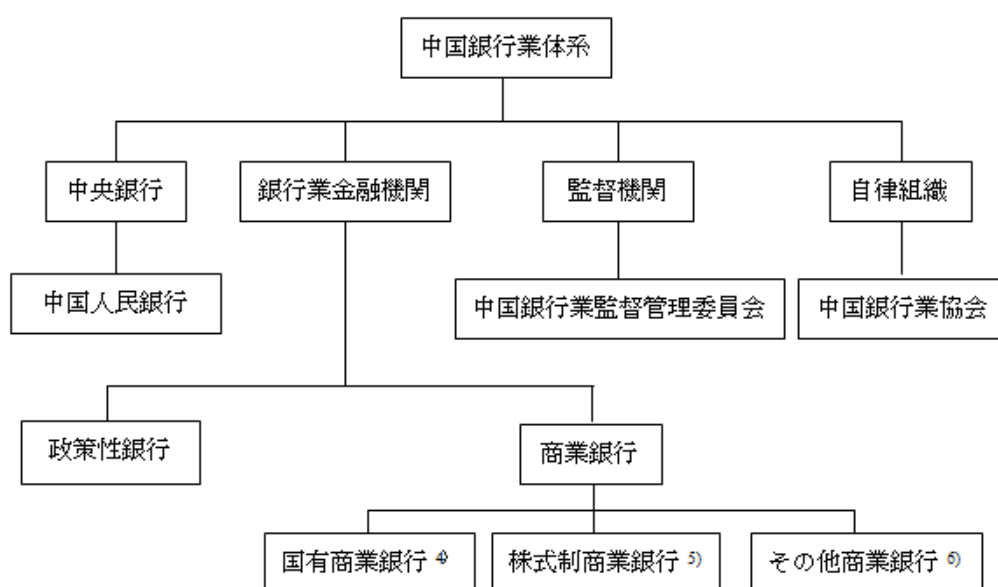 中国銀行業体系
中央銀行
銀行業金融機関
監督機関
自律組織
中国人民銀行
中国銀行業監督管理委員会
中国銀行業協会
政策性銀行
商業銀行
国有商業銀行 4)
株式制商業銀行 5)
その他商業銀行 6)